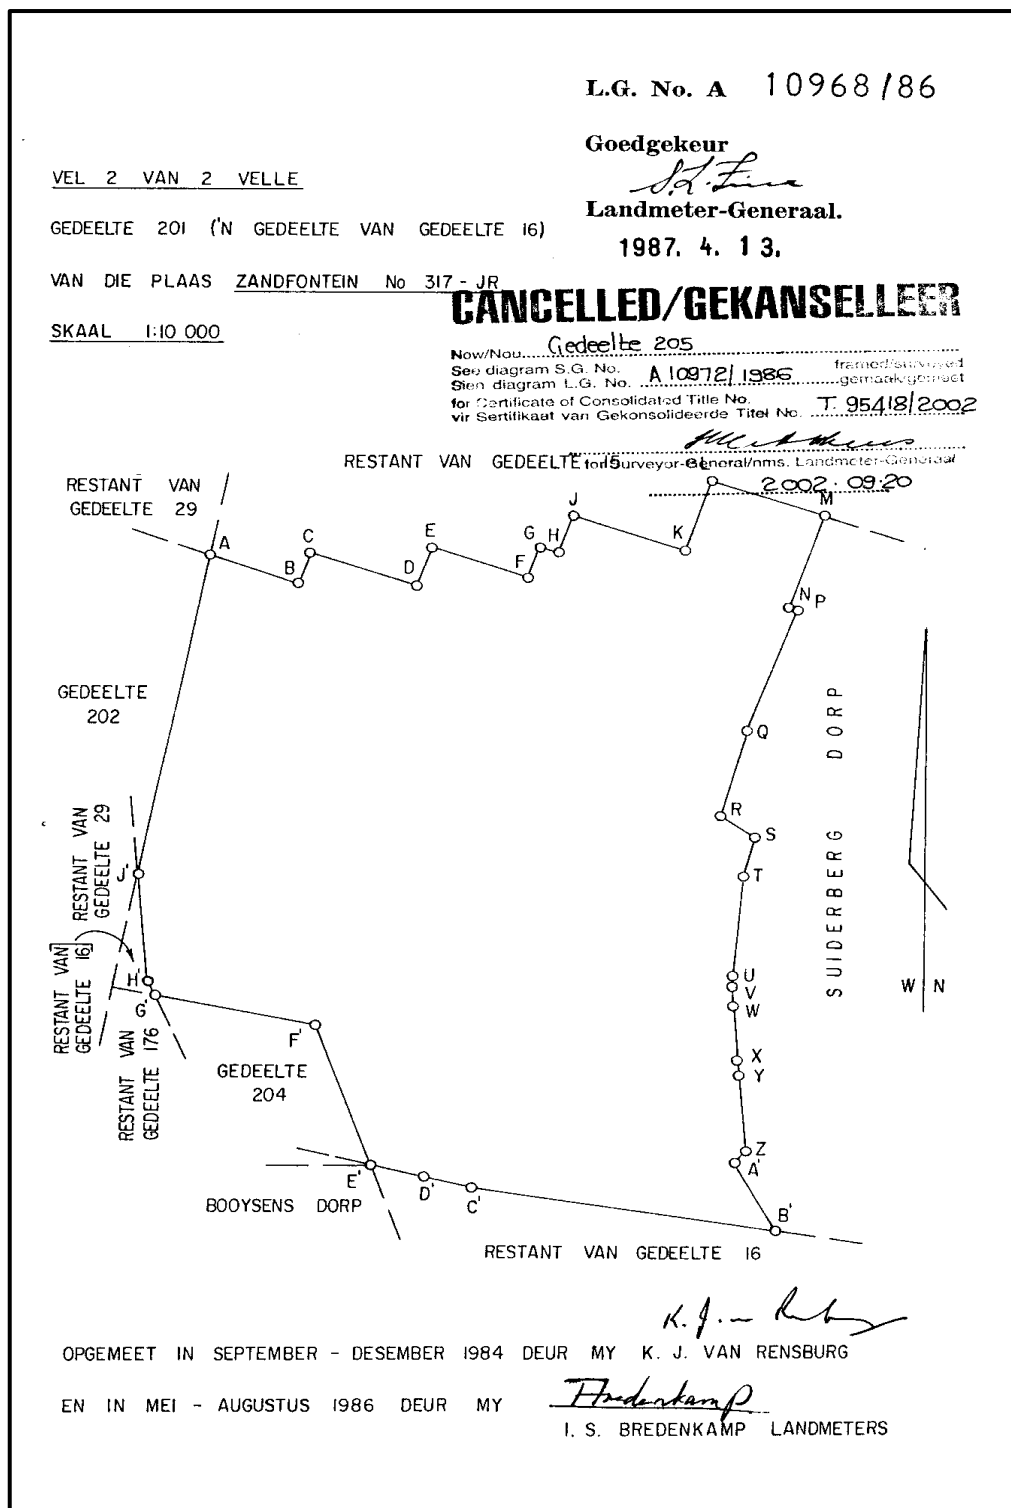 L.G. No. A 10968/86
Goedgekeur
Landmeter-Generaal.
1987. 4. 13.
VEL 2 VAN 2 VELLE
GEDEELTE 201 ('N GEDEELTE VAN GEDEELTE 16)
VAN DIE PLAAS ZANDFONTEIN No 317 - JR
SKAAL 1:10 000
CANCELLED/GEKANSELLEER
Now/Nou Gedeelte 205
See diagram S.G. No. framed/surveyed
Sien diagram L.G. No. A 10972/1986 gemaak/gemeet
for Certificate of Consolidated Title No.
vir Sertifikaat van Gekonsolideerde Titel No. T. 95418/2002
RESTANT VAN GEDEELTE 15
for Surveyor-General/nms. Landmeter-Generaal
2002.09.20
RESTANT VAN
GEDEELTE 29
A
B
C
D
E
F
G
H
J
K
L
M
N
P
Q
R
S
T
U
V
W
X
Y
Z
A'
B'
C'
D'
E'
F'
G'
H'
J'
GEDEELTE
202
RESTANT VAN
GEDEELTE 29
RESTANT VAN
GEDEELTE 16
RESTANT VAN
GEDEELTE 176
GEDEELTE
204
BOOYSENS DORP
RESTANT VAN GEDEELTE 16
SUIDERBERG DORP
W N
OPGEMEET IN SEPTEMBER - DESEMBER 1984 DEUR MY K. J. VAN RENSBURG
EN IN MEI - AUGUSTUS 1986 DEUR MY
I. S. BREDENKAMP LANDMETERS